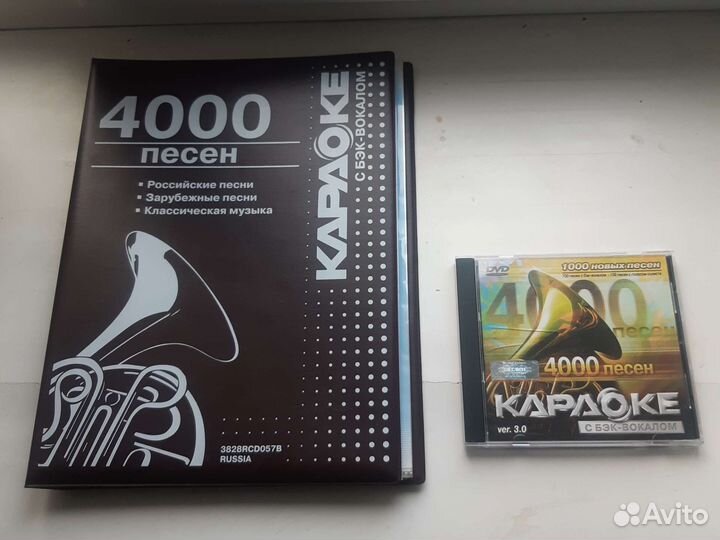 4000
песен
Российские песни
Зарубежные песни
Классическая музыка
КАРАОКЕ
С БЭК-ВОКАЛОМ
3828RCD057B
RUSSIA
DVD
1000 новых песен
4000
песен
4000 песен
КАРАОКЕ
ver. 3.0
С БЭК-ВОКАЛОМ
Avito